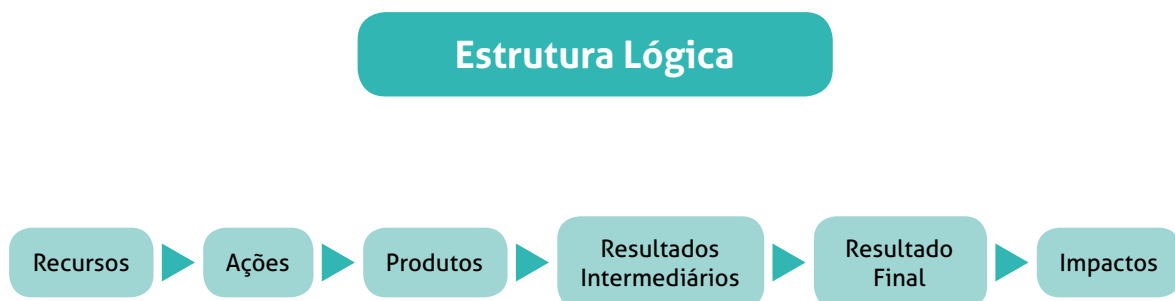 Estrutura Lógica
Recursos
Ações
Produtos
Resultados
Intermediários
Resultado
Final
Impactos